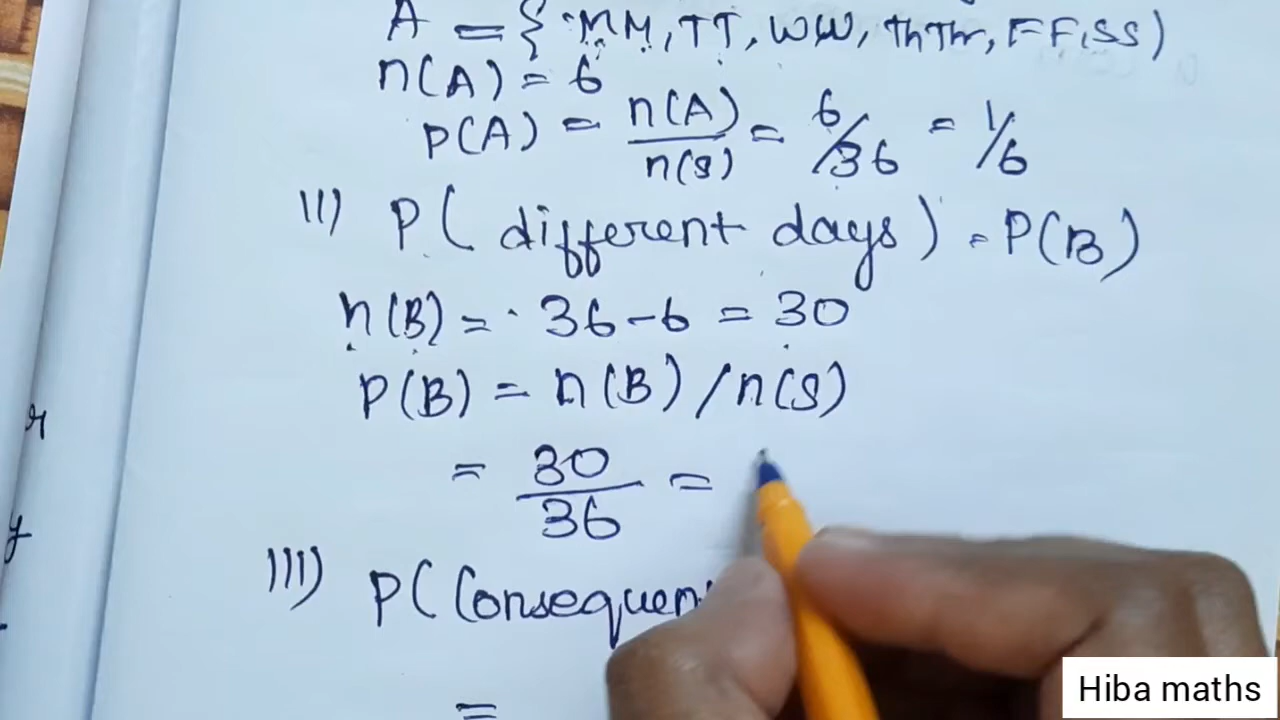 A = { MM, TT, WW, ThTh, FF, SS )
n(A) = 6
P(A) = n(A)/n(S) = 6/36 = 1/6
II) P( different days ) = P(B)
n(B) = 36-6 = 30
P(B) = n(B) / n(S)
= 30/36 =
III) P( Consequen
=
r
y
Hiba maths